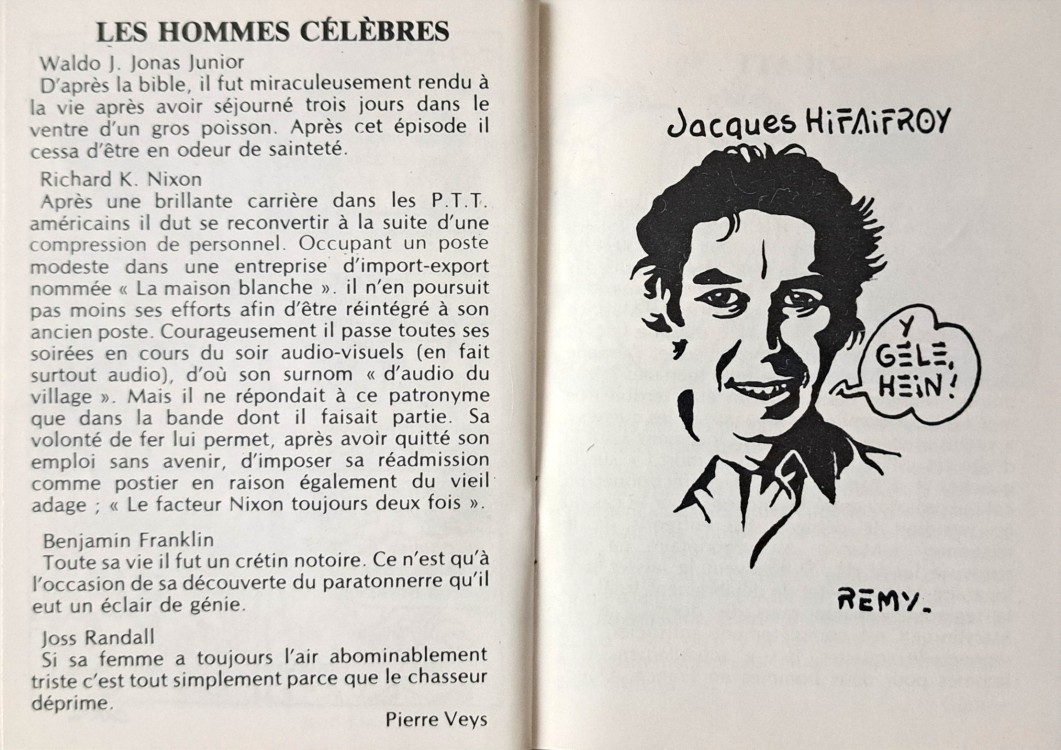 LES HOMMES CÉLÈBRES
Waldo J. Jonas Junior
D'après la bible, il fut miraculeusement rendu à
la vie après avoir séjourné trois jours dans le
ventre d'un gros poisson. Après cet épisode il
cessa d'être en odeur de sainteté.
Richard K. Nixon
Après une brillante carrière dans les P.T.T.
américains il dut se reconvertir à la suite d'une
compression de personnel. Occupant un poste
modeste dans une entreprise d'import-export
nommée « La maison blanche ». il n'en poursuit
pas moins ses efforts afin d'être réintégré à son
ancien poste. Courageusement il passe toutes ses
soirées en cours du soir audio-visuels (en fait
surtout audio), d'où son surnom « d'audio du
village ». Mais il ne répondait à ce patronyme
que dans la bande dont il faisait partie. Sa
volonté de fer lui permet, après avoir quitté son
emploi sans avenir, d'imposer sa réadmission
comme postier en raison également du vieil
adage ; « Le facteur Nixon toujours deux fois ».
Benjamin Franklin
Toute sa vie il fut un crétin notoire. Ce n'est qu'à
l'occasion de sa découverte du paratonnerre qu'il
eut un éclair de génie.
Joss Randall
Si sa femme a toujours l'air abominablement
triste c'est tout simplement parce que le chasseur
déprime.
Pierre Veys
Jacques HiFAiFROY
Y
GÈLE,
HEiN!
REMY.